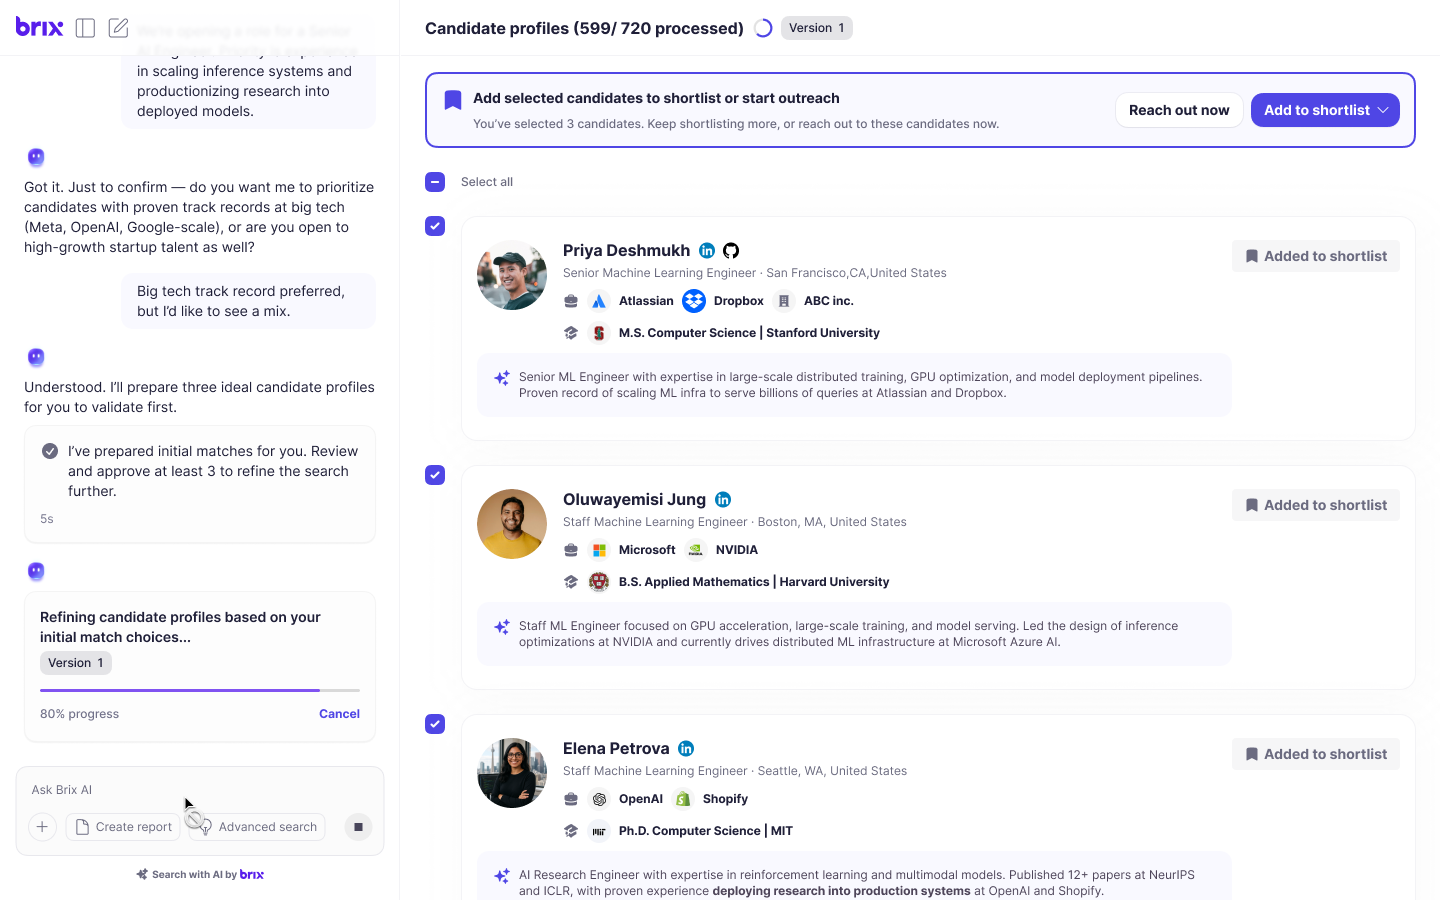 brix
We're opening a role for a Senior
in scaling inference systems and
productionizing research into
deployed models.
Got it. Just to confirm — do you want me to prioritize
candidates with proven track records at big tech
(Meta, OpenAI, Google-scale), or are you open to
high-growth startup talent as well?
Big tech track record preferred,
but I'd like to see a mix.
Understood. I'll prepare three ideal candidate profiles
for you to validate first.
I've prepared initial matches for you. Review
and approve at least 3 to refine the search
further.
5s
Refining candidate profiles based on your
initial match choices...
Version 1
80% progress
Cancel
Ask Brix AI
Create report
Advanced search
Search with AI by brix
Candidate profiles (599/ 720 processed)
Version 1
Add selected candidates to shortlist or start outreach
You've selected 3 candidates. Keep shortlisting more, or reach out to these candidates now.
Reach out now
Add to shortlist
Select all
Priya Deshmukh
Added to shortlist
Senior Machine Learning Engineer · San Francisco,CA,United States
Atlassian Dropbox ABC inc.
M.S. Computer Science | Stanford University
Senior ML Engineer with expertise in large-scale distributed training, GPU optimization, and model deployment pipelines.
Proven record of scaling ML infra to serve billions of queries at Atlassian and Dropbox.
Oluwayemisi Jung
Added to shortlist
Staff Machine Learning Engineer · Boston, MA, United States
Microsoft NVIDIA
B.S. Applied Mathematics | Harvard University
Staff ML Engineer focused on GPU acceleration, large-scale training, and model serving. Led the design of inference
optimizations at NVIDIA and currently drives distributed ML infrastructure at Microsoft Azure AI.
Elena Petrova
Added to shortlist
Staff Machine Learning Engineer · Seattle, WA, United States
OpenAI Shopify
Ph.D. Computer Science | MIT
AI Research Engineer with expertise in reinforcement learning and multimodal models. Published 12+ papers at NeurIPS
and ICLR, with proven experience deploying research into production systems at OpenAI and Shopify.